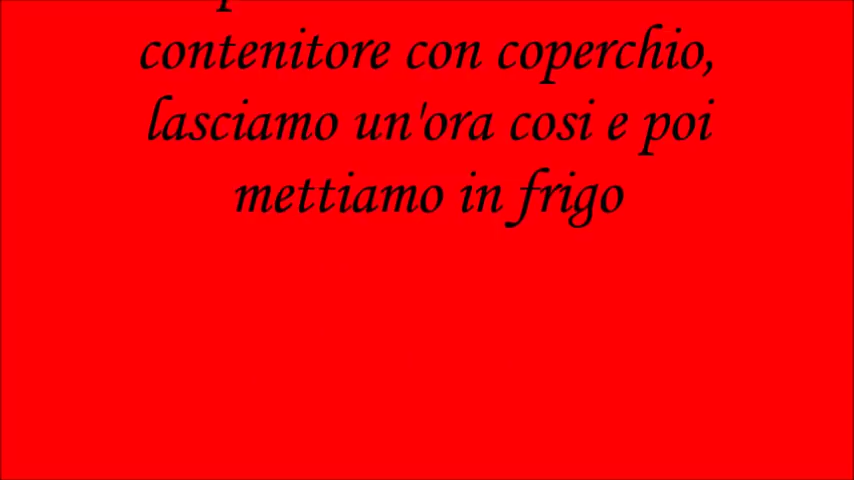 contenitore con coperchio,
lasciamo un'ora cosi e poi
mettiamo in frigo